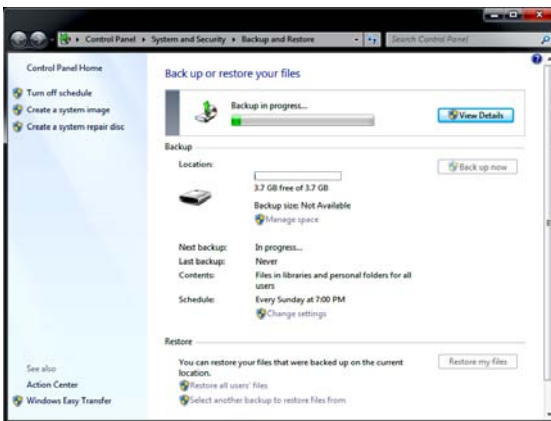 Control Panel ▸ System and Security ▸ Backup and Restore
Search Control Panel
Control Panel Home
Turn off schedule
Create a system image
Create a system repair disc
Back up or restore your files
Backup in progress...
View Details
Backup
Location:
3.7 GB free of 3.7 GB
Backup size: Not Available
Manage space
Back up now
Next backup: In progress...
Last backup: Never
Contents: Files in libraries and personal folders for all
users
Schedule: Every Sunday at 7:00 PM
Change settings
Restore
You can restore your files that were backed up on the current
location.
Restore my files
Restore all users' files
Select another backup to restore files from
See also
Action Center
Windows Easy Transfer